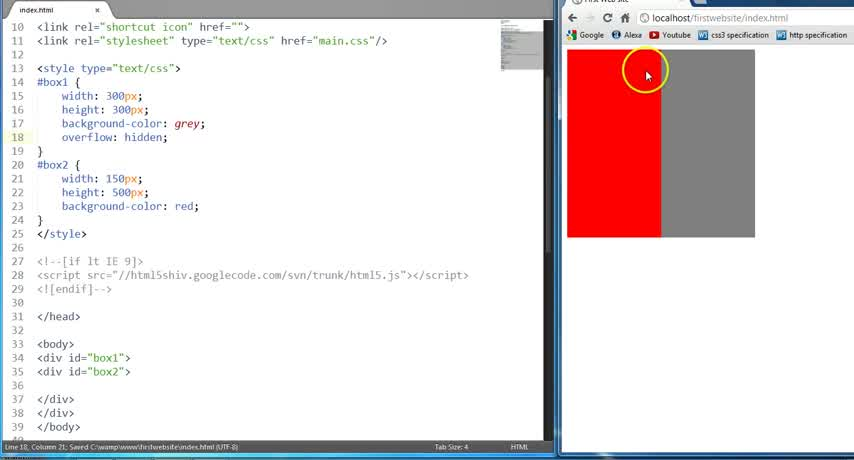 index.html ×
10 <link rel="shortcut icon" href="">
11 <link rel="stylesheet" type="text/css" href="main.css"/>
12
13 <style type="text/css">
14 #box1 {
15 width: 300px;
16 height: 300px;
17 background-color: grey;
18 overflow: hidden;
19 }
20 #box2 {
21 width: 150px;
22 height: 500px;
23 background-color: red;
24 }
25 </style>
26
27 <!--[if lt IE 9]>
28 <script src="//html5shiv.googlecode.com/svn/trunk/html5.js"></script>
29 <![endif]-->
30
31 </head>
32
33 <body>
34 <div id="box1">
35 <div id="box2">
36
37 </div>
38 </div>
39 </body>
Line 18, Column 21; Saved C:\wamp\www\firstwebsite\index.html (UTF-8) Tab Size: 4 HTML
First Web Site
localhost/firstwebsite/index.html
Google Alexa Youtube W3 css3 specification W3 http specification